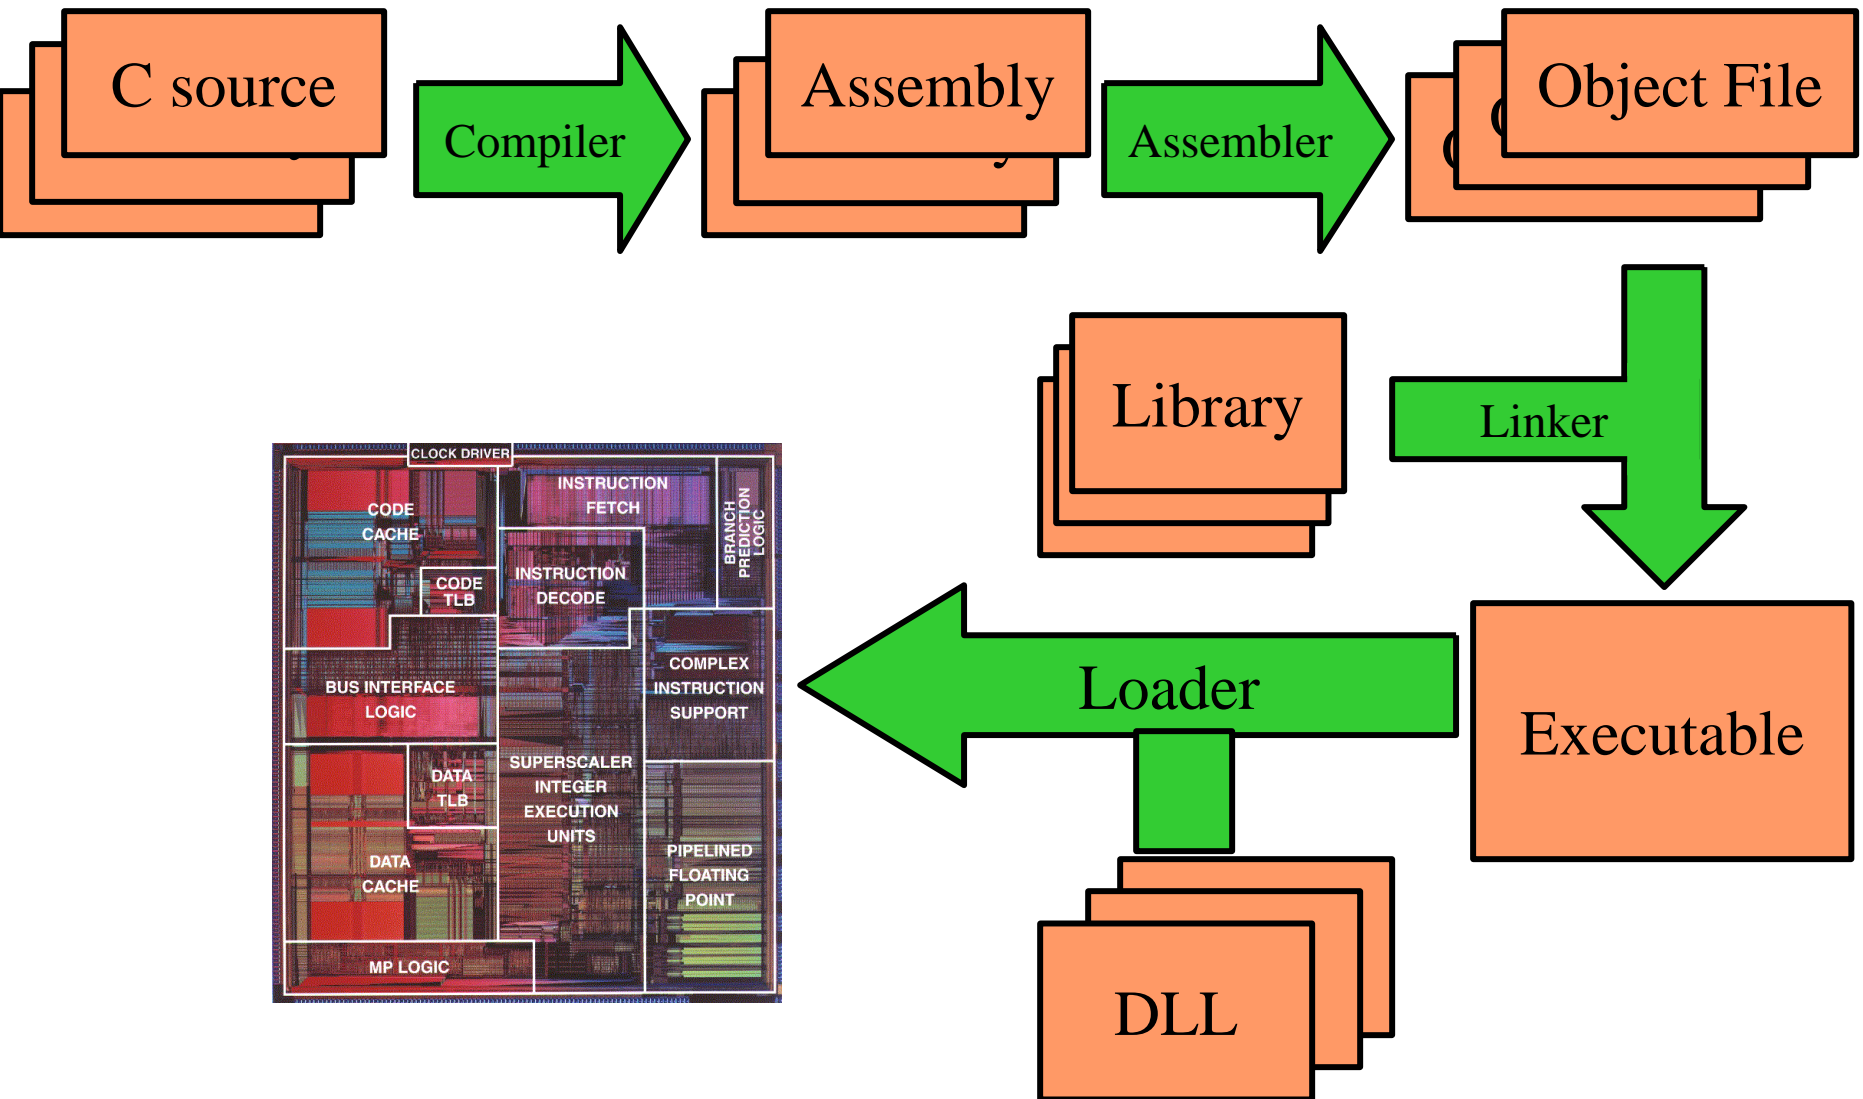 C source
Compiler
Assembly
Assembler
Object File
Library
Linker
CLOCK DRIVER
CODE
CACHE
INSTRUCTION
FETCH
BRANCH
PREDICTION
LOGIC
CODE
TLB
INSTRUCTION
DECODE
BUS INTERFACE
LOGIC
COMPLEX
INSTRUCTION
SUPPORT
Loader
Executable
DATA
TLB
SUPERSCALER
INTEGER
EXECUTION
UNITS
DATA
CACHE
PIPELINED
FLOATING
POINT
MP LOGIC
DLL